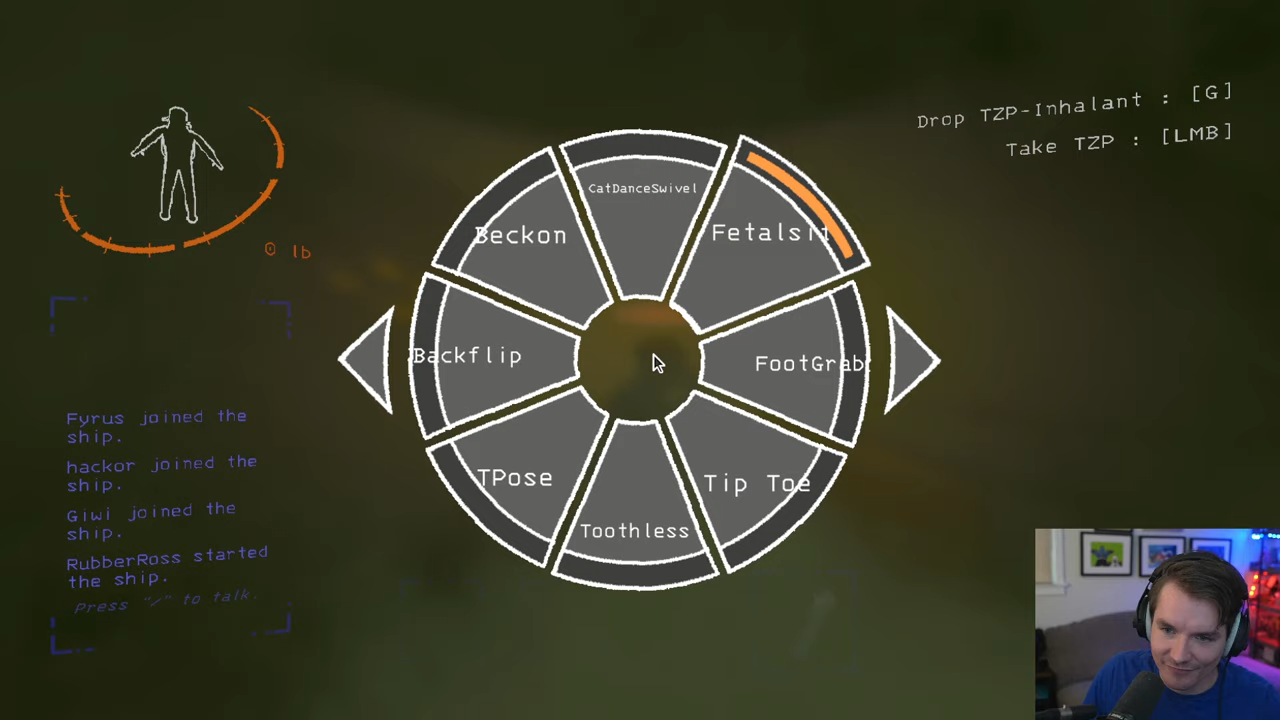 Drop TZP-Inhalant : [G]
Take TZP : [LMB]
0 lb
CatDanceSwivel
Beckon
Backflip
FootGrab
TPose
Tip Toe
Toothless
Fyrus joined the
ship.
hackor joined the
ship.
Giwi joined the
ship.
RubberRoss started
the ship.
Press "/" to talk.